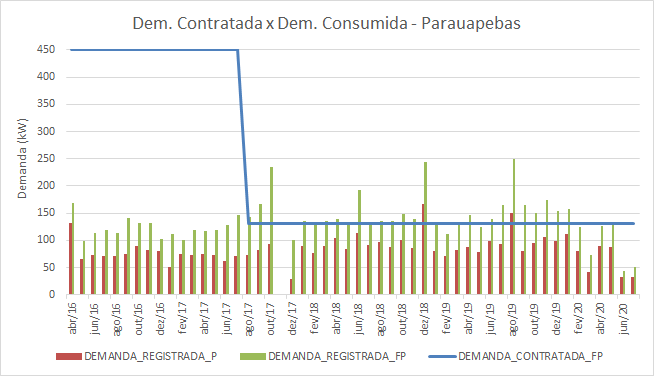 Dem. Contratada x Dem. Consumida - Parauapebas
Demanda (kW)
450
400
350
300
250
200
150
100
50
0
abr/16
jun/16
ago/16
out/16
dez/16
fev/17
abr/17
jun/17
ago/17
out/17
dez/17
fev/18
abr/18
jun/18
ago/18
out/18
dez/18
fev/19
abr/19
jun/19
ago/19
out/19
dez/19
fev/20
abr/20
jun/20
DEMANDA_REGISTRADA_P
DEMANDA_REGISTRADA_FP
DEMANDA_CONTRATADA_FP